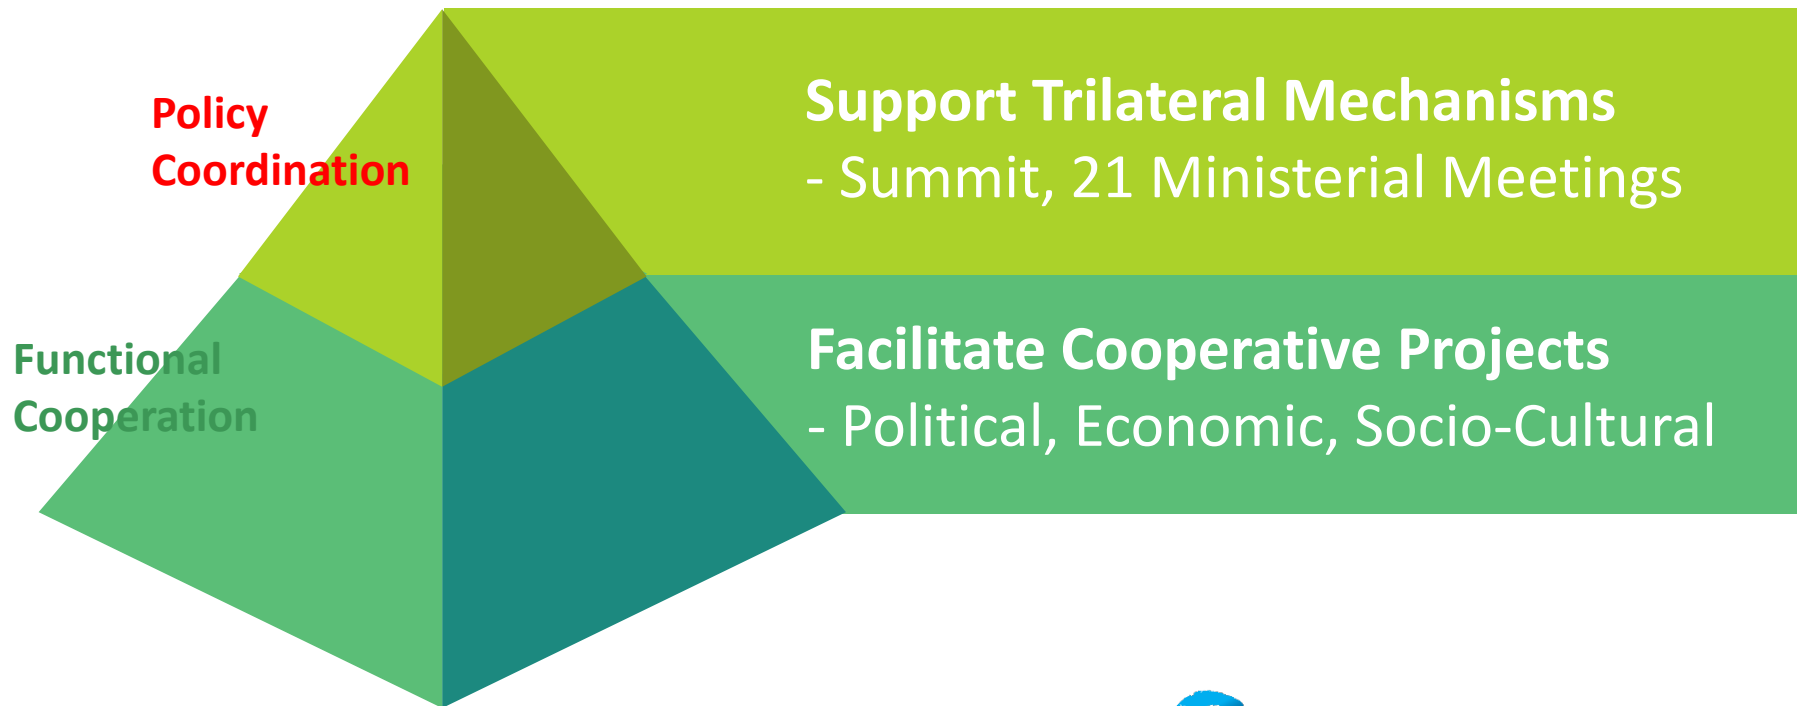 Policy
Coordination
Support Trilateral Mechanisms
- Summit, 21 Ministerial Meetings
Functional
Cooperation
Facilitate Cooperative Projects
- Political, Economic, Socio-Cultural